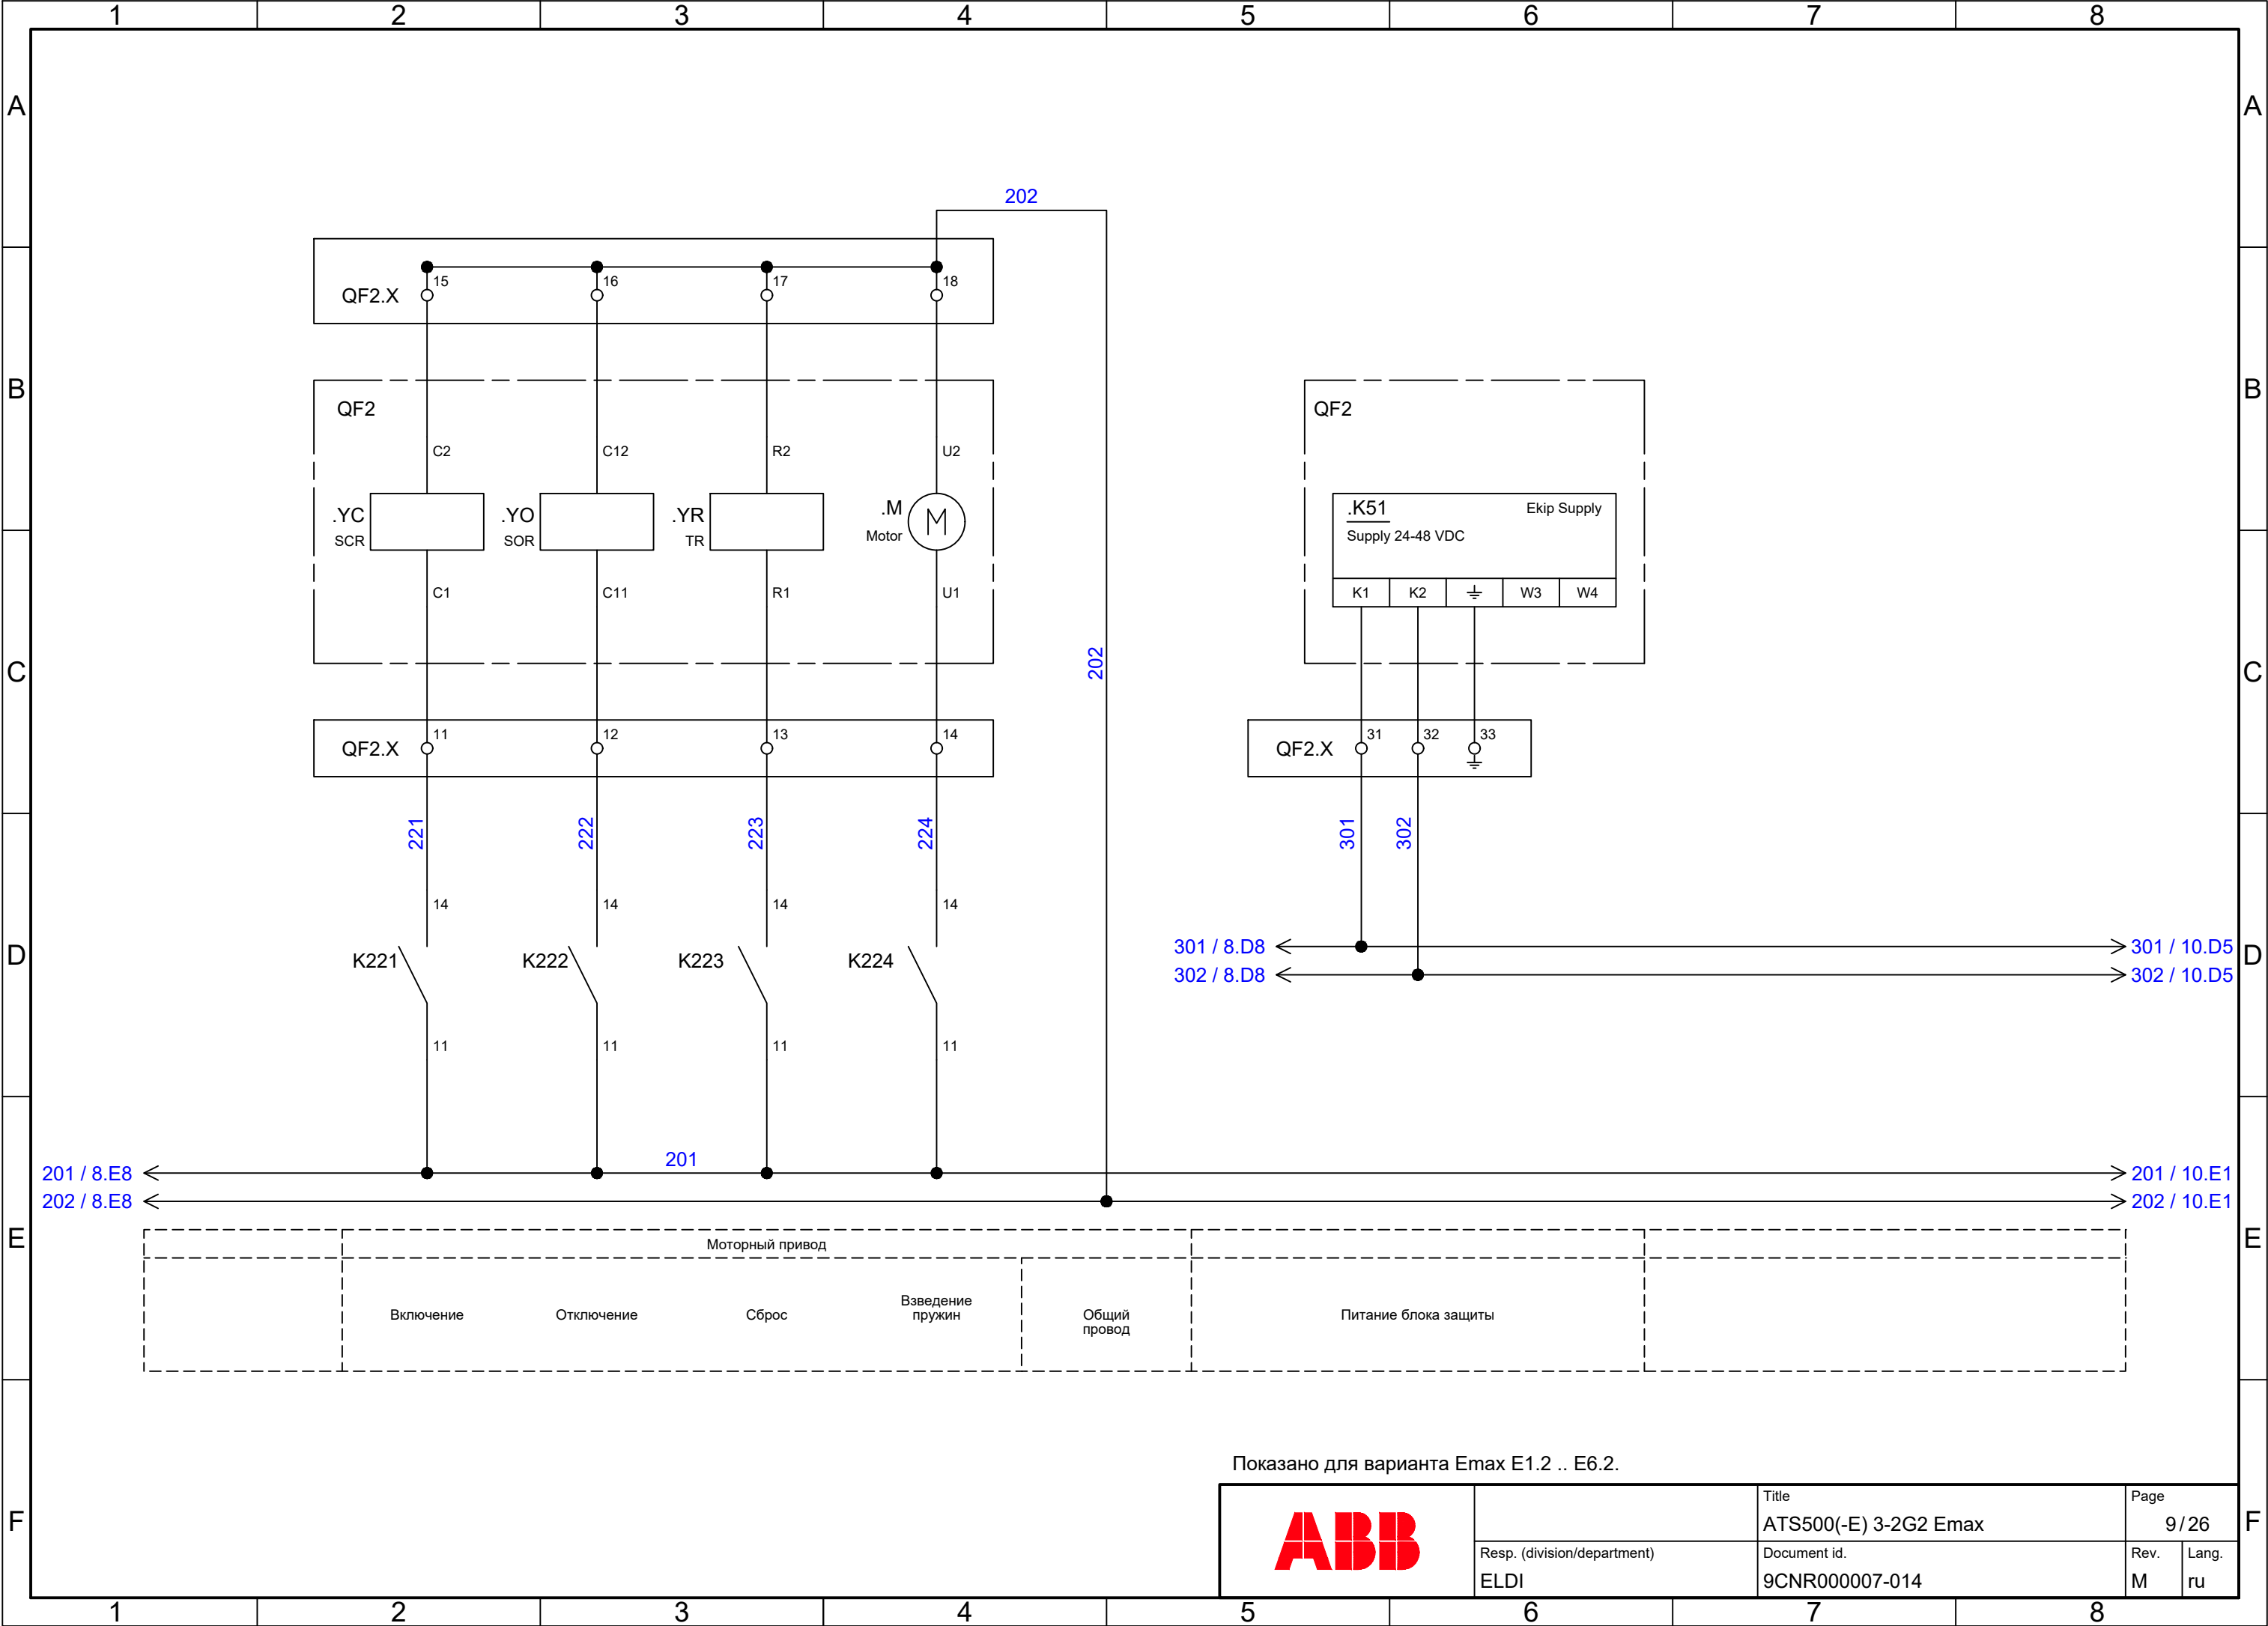 1 2 3 4 5 6 7 8
A A
202
15 16 17 18
QF2.X
B B
QF2 QF2
C2 C12 R2 U2
.YC .YO .YR .M M
SCR SOR TR Motor
.K51 Ekip Supply
Supply 24-48 VDC
C1 C11 R1 U1
K1 K2 W3 W4
202
C C
QF2.X 11 12 13 14
QF2.X 31 32 33
221 222 223 224 301 302
14 14 14 14
D D
K221 K222 K223 K224
301 / 8.D8 301 / 10.D5
302 / 8.D8 302 / 10.D5
11 11 11 11
201
201 / 8.E8 201 / 10.E1
202 / 8.E8 202 / 10.E1
E E
Моторный привод
Включение Отключение Сброс Взведение
пружин
Общий
провод
Питание блока защиты
Показано для варианта Emax E1.2 .. E6.2.
F F
ABB
Title
ATS500(-E) 3-2G2 Emax
Page
9/26
Resp. (division/department)
ELDI
Document id.
9CNR000007-014
Rev.
M
Lang.
ru
1 2 3 4 5 6 7 8